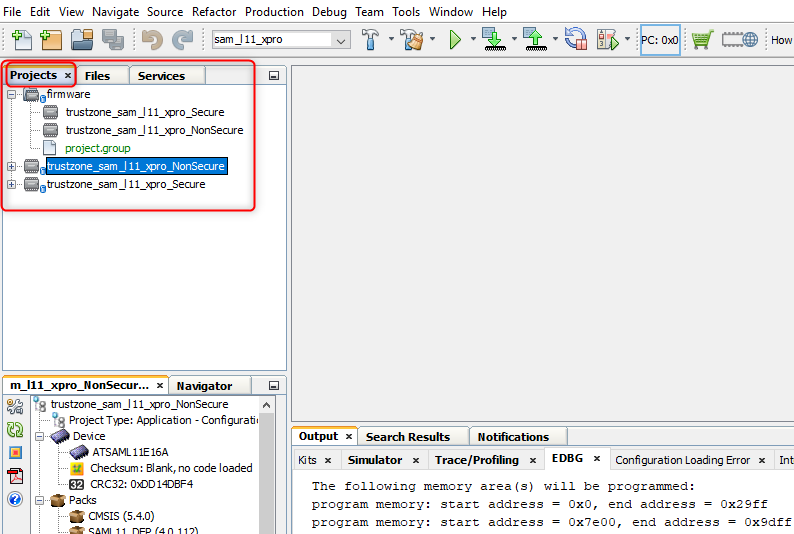 File Edit View Navigate Source Refactor Production Debug Team Tools Window Help
sam_l11_xpro
PC: 0x0
How
Projects × Files Services
firmware
trustzone_sam_l11_xpro_Secure
trustzone_sam_l11_xpro_NonSecure
project.group
trustzone_sam_l11_xpro_NonSecure
trustzone_sam_l11_xpro_Secure
m_l11_xpro_NonSecur... × Navigator
trustzone_sam_l11_xpro_NonSecure
Project Type: Application - Configuratio
Device
ATSAML11E16A
Checksum: Blank, no code loaded
32 CRC32: 0xDD14DBF4
Packs
CMSIS (5.4.0)
SAML11_DFP (4.0.112)
Output × Search Results Notifications
Kits × Simulator × Trace/Profiling × EDBG × Configuration Loading Error × Int
The following memory area(s) will be programmed:
program memory: start address = 0x0, end address = 0x29ff
program memory: start address = 0x7e00, end address = 0x9dff